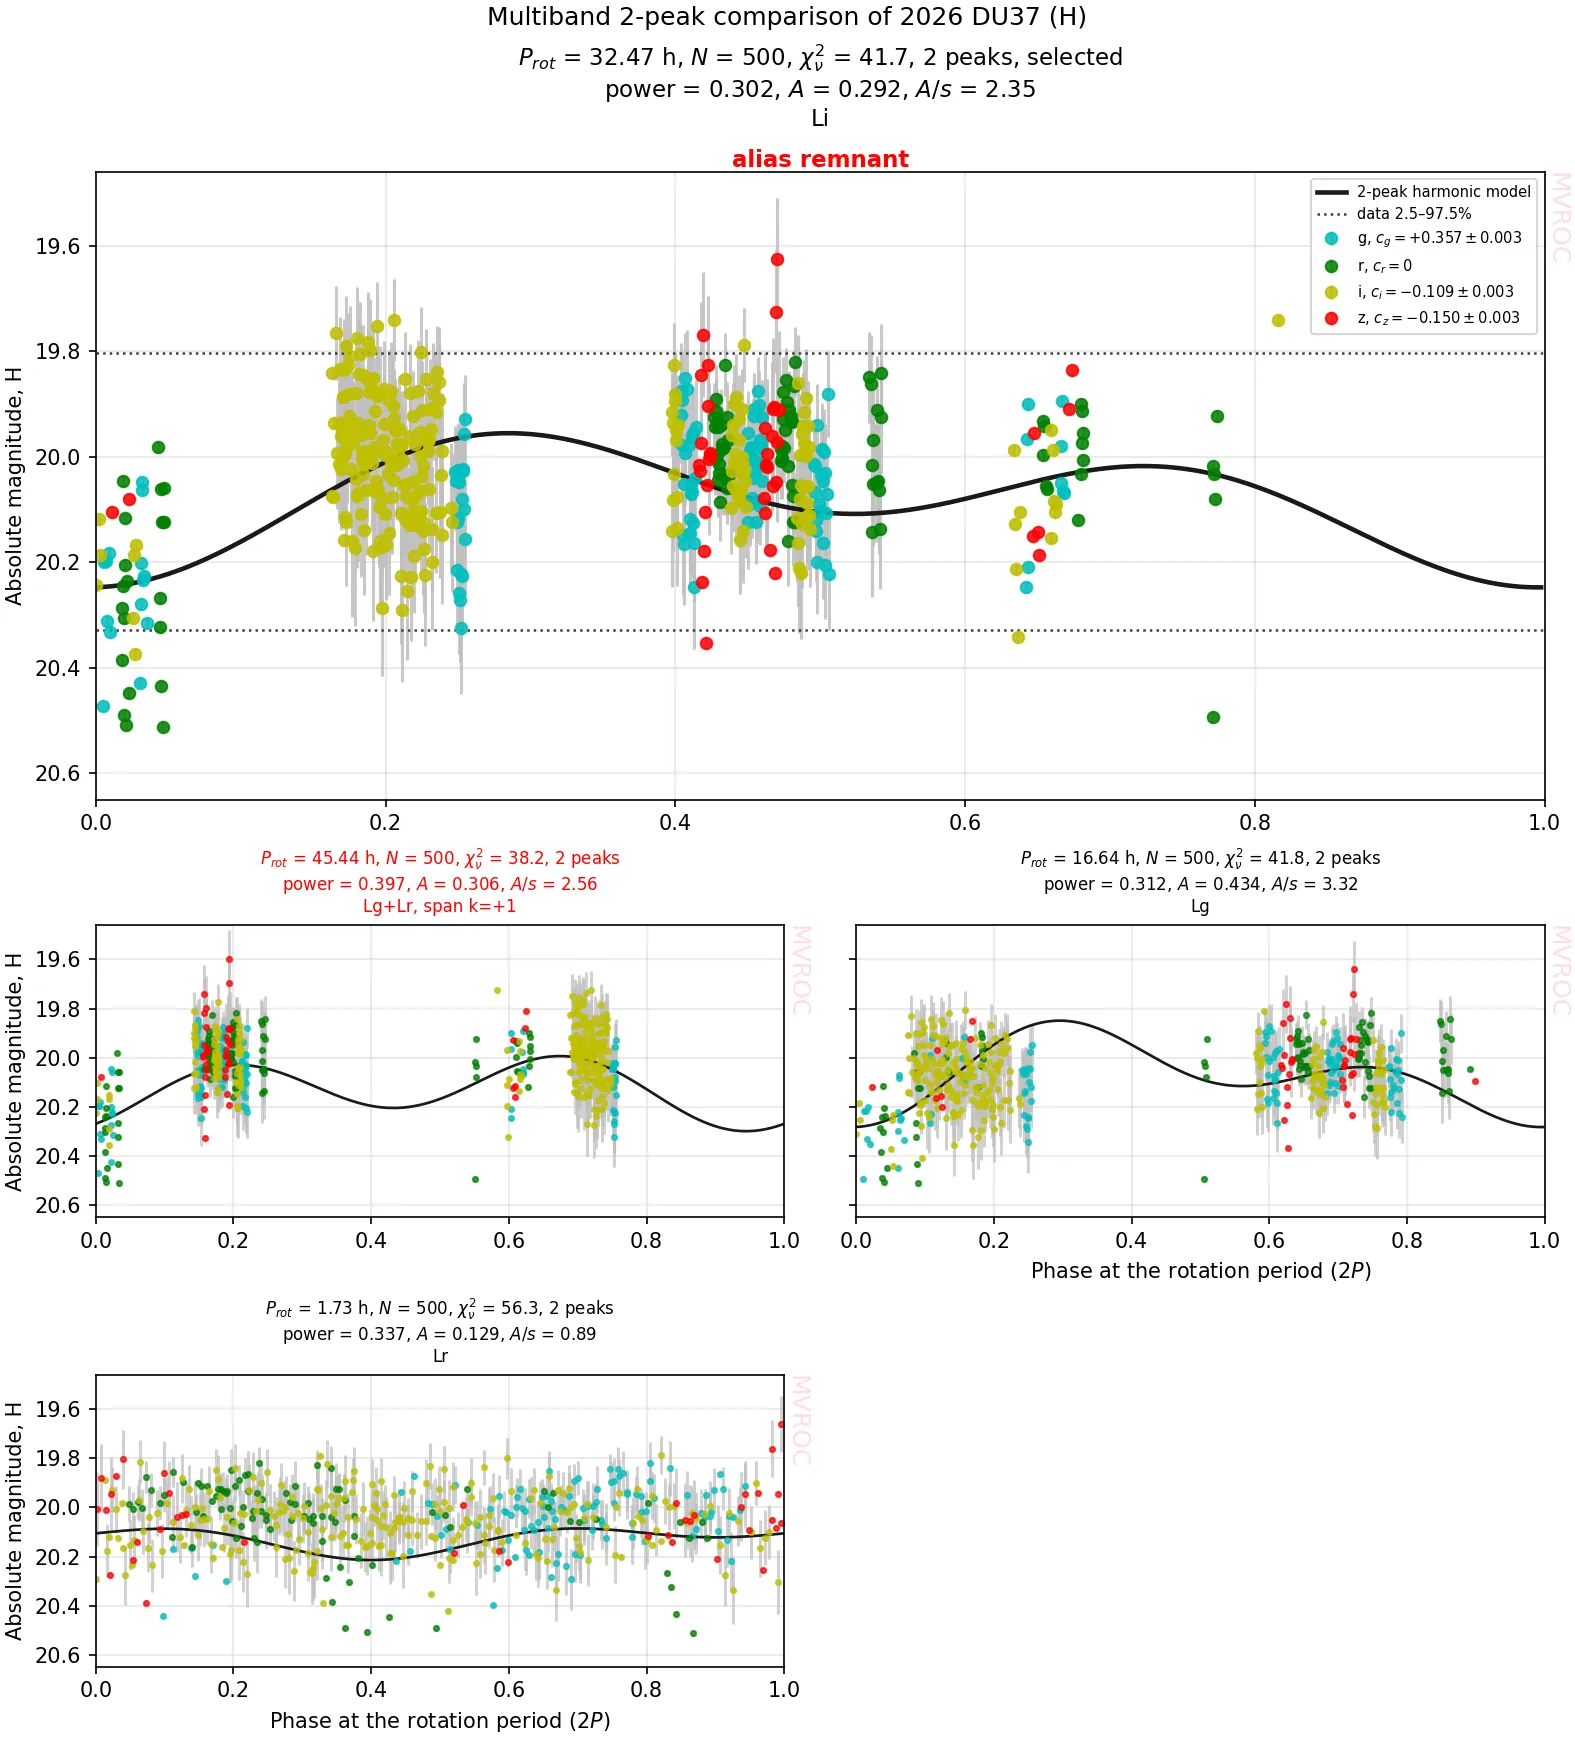 Multiband 2-peak comparison of 2026 DU37 (H)
P_rot = 32.47 h, N = 500, χ²_ν = 41.7, 2 peaks, selected
power = 0.302, A = 0.292, A/s = 2.35
Li
alias remnant
2-peak harmonic model
data 2.5–97.5%
g, c_g = +0.357 ± 0.003
r, c_r = 0
i, c_i = −0.109 ± 0.003
z, c_z = −0.150 ± 0.003
MVROC
Absolute magnitude, H
19.6
19.8
20.0
20.2
20.4
20.6
0.0 0.2 0.4 0.6 0.8 1.0
P_rot = 45.44 h, N = 500, χ²_ν = 38.2, 2 peaks
power = 0.397, A = 0.306, A/s = 2.56
Lg+Lr, span k=+1
MVROC
Absolute magnitude, H
19.6
19.8
20.0
20.2
20.4
20.6
0.0 0.2 0.4 0.6 0.8 1.0
P_rot = 16.64 h, N = 500, χ²_ν = 41.8, 2 peaks
power = 0.312, A = 0.434, A/s = 3.32
Lg
MVROC
0.0 0.2 0.4 0.6 0.8 1.0
Phase at the rotation period (2P)
P_rot = 1.73 h, N = 500, χ²_ν = 56.3, 2 peaks
power = 0.337, A = 0.129, A/s = 0.89
Lr
MVROC
Absolute magnitude, H
19.6
19.8
20.0
20.2
20.4
20.6
0.0 0.2 0.4 0.6 0.8 1.0
Phase at the rotation period (2P)